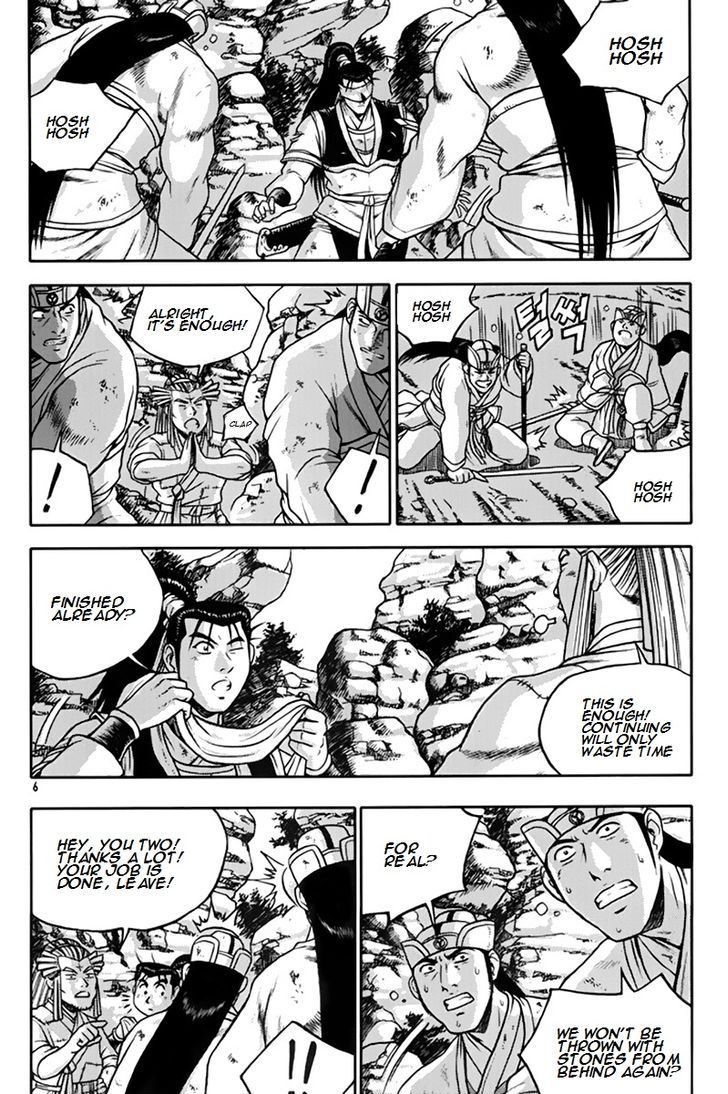 HOSH
HOSH
HOSH
HOSH
ALRIGHT,
IT'S ENOUGH!
CLAP
!
!
HOSH
HOSH
털썩
HOSH
HOSH
FINISHED
ALREADY?
THIS IS
ENOUGH!
CONTINUING
WILL ONLY
WASTE TIME
6
HEY, YOU TWO!
THANKS A LOT!
YOUR JOB IS
DONE, LEAVE!
!!
FOR
REAL?
WE WON'T BE
THROWN WITH
STONES FROM
BEHIND AGAIN?